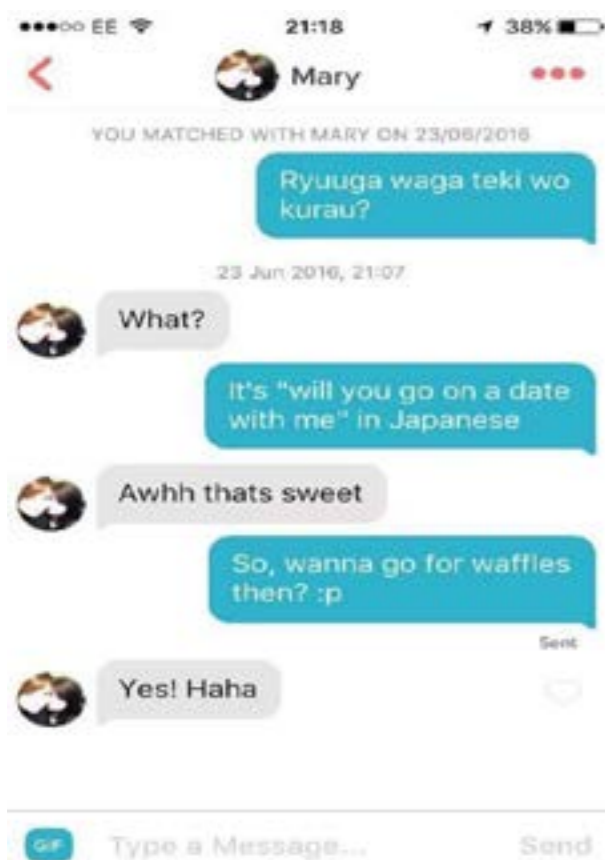 EE 21:18 38%
Mary
YOU MATCHED WITH MARY ON 23/06/2016
Ryuuga waga teki wo
kurau?
23 Jun 2016, 21:07
What?
It's "will you go on a date
with me" in Japanese
Awhh thats sweet
So, wanna go for waffles
then? :p
Sent
Yes! Haha
GIF Type a Message... Send